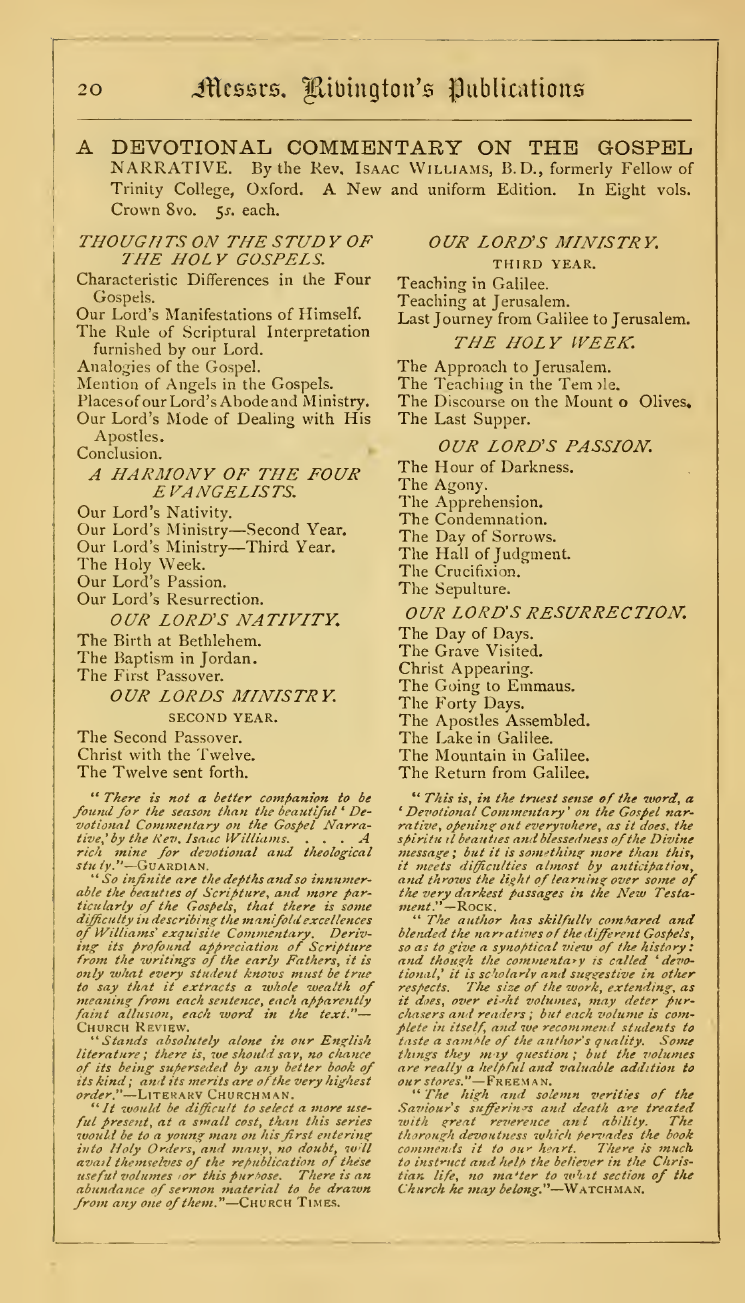 20 Messrs. Rivington's Publications
A DEVOTIONAL COMMENTARY ON THE GOSPEL
NARRATIVE. By the Rev. ISAAC WILLIAMS, B.D., formerly Fellow of
Trinity College, Oxford. A New and uniform Edition. In Eight vols.
Crown 8vo. 5s. each.
THOUGHTS ON THE STUDY OF
THE HOLY GOSPELS.
Characteristic Differences in the Four
Gospels.
Our Lord's Manifestations of Himself.
The Rule of Scriptural Interpretation
furnished by our Lord.
Analogies of the Gospel.
Mention of Angels in the Gospels.
Places of our Lord's Abode and Ministry.
Our Lord's Mode of Dealing with His
Apostles.
Conclusion.
A HARMONY OF THE FOUR
EVANGELISTS.
Our Lord's Nativity.
Our Lord's Ministry—Second Year.
Our Lord's Ministry—Third Year.
The Holy Week.
Our Lord's Passion.
Our Lord's Resurrection.
OUR LORD'S NATIVITY.
The Birth at Bethlehem.
The Baptism in Jordan.
The First Passover.
OUR LORDS MINISTRY.
SECOND YEAR.
The Second Passover.
Christ with the Twelve.
The Twelve sent forth.
"There is not a better companion to be
found for the season than the beautiful 'De-
votional Commentary on the Gospel Narra-
tive,' by the Rev. Isaac Williams. . . . . A
rich mine for devotional and theological
study."—GUARDIAN.
"So infinite are the depths and so innumer-
able the beauties of Scripture, and more par-
ticularly of the Gospels, that there is some
difficulty in describing the manifold excellences
of Williams' exquisite Commentary. Deriv-
ing its profound appreciation of Scripture
from the writings of the early Fathers, it is
only what every student knows must be true
to say that it extracts a whole wealth of
meaning from each sentence, each apparently
faint allusion, each word in the text."—
CHURCH REVIEW.
"Stands absolutely alone in our English
literature; there is, we should say, no chance
of its being superseded by any better book of
its kind; and its merits are of the very highest
order."—LITERARY CHURCHMAN.
"It would be difficult to select a more use-
ful present, at a small cost, than this series
would be to a young man on his first entering
into Holy Orders, and many, no doubt, will
avail themselves of the republication of these
useful volumes for this purpose. There is an
abundance of sermon material to be drawn
from any one of them."—CHURCH TIMES.
OUR LORD'S MINISTRY.
THIRD YEAR.
Teaching in Galilee.
Teaching at Jerusalem.
Last Journey from Galilee to Jerusalem.
THE HOLY WEEK.
The Approach to Jerusalem.
The Teaching in the Temple.
The Discourse on the Mount o Olives.
The Last Supper.
OUR LORD'S PASSION.
The Hour of Darkness.
The Agony.
The Apprehension.
The Condemnation.
The Day of Sorrows.
The Hall of Judgment.
The Crucifixion.
The Sepulture.
OUR LORD'S RESURRECTION.
The Day of Days.
The Grave Visited.
Christ Appearing.
The Going to Emmaus.
The Forty Days.
The Apostles Assembled.
The Lake in Galilee.
The Mountain in Galilee.
The Return from Galilee.
"This is, in the truest sense of the word, a
'Devotional Commentary' on the Gospel nar-
rative, opening out everywhere, as it does, the
spiritual beauties and blessedness of the Divine
message; but it is something more than this,
it meets difficulties almost by anticipation,
and throws the light of learning over some of
the very darkest passages in the New Testa-
ment."—ROCK.
"The author has skilfully compared and
blended the narratives of the different Gospels,
so as to give a synoptical view of the history:
and though the commentary is called 'devo-
tional,' it is scholarly and suggestive in other
respects. The size of the work, extending, as
it does, over eight volumes, may deter pur-
chasers and readers; but each volume is com-
plete in itself, and we recommend students to
taste a sample of the author's quality. Some
things they may question; but the volumes
are really a helpful and valuable addition to
our stores."—FREEMAN.
"The high and solemn verities of the
Saviour's sufferings and death are treated
with great reverence and ability. The
thorough devoutness which pervades the book
commends it to our heart. There is much
to instruct and help the believer in the Chris-
tian life, no matter to what section of the
Church he may belong."—WATCHMAN.